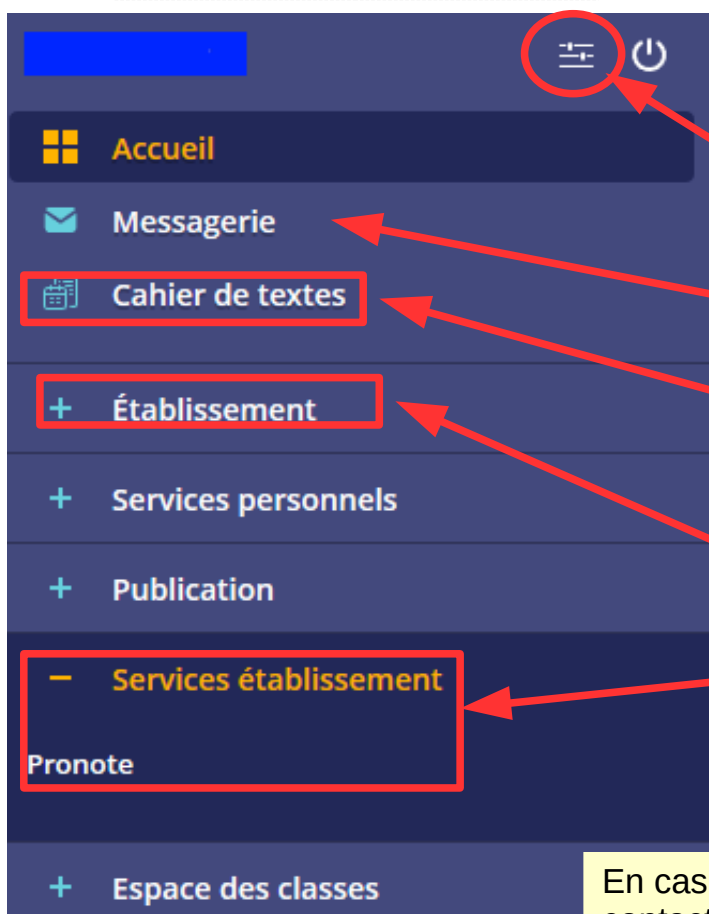 Accueil
Messagerie
Cahier de textes
+ Établissement
+ Services personnels
+ Publication
− Services établissement
Pronote
+ Espace des classes
En cas